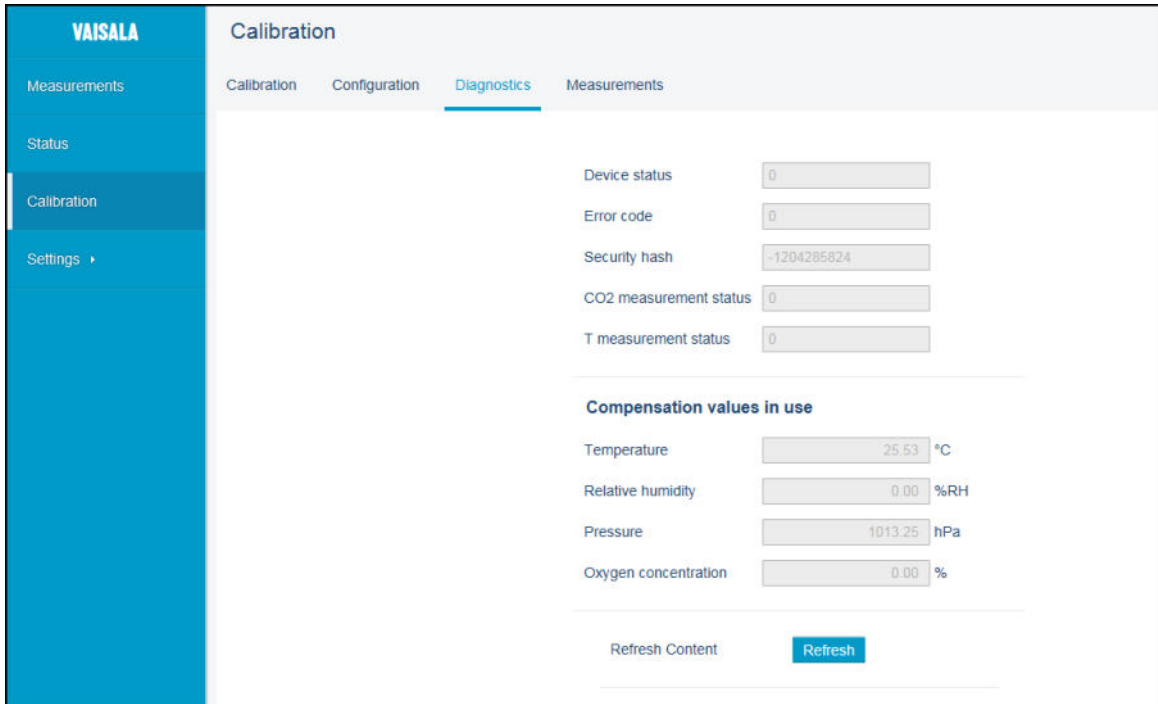 VAISALA
Measurements
Status
Calibration
Settings
Calibration
Calibration Configuration Diagnostics Measurements
Device status 0
Error code 0
Security hash -1204285824
CO2 measurement status 0
T measurement status 0
Compensation values in use
Temperature 25.53 °C
Relative humidity 0.00 %RH
Pressure 1013.25 hPa
Oxygen concentration 0.00 %
Refresh Content Refresh